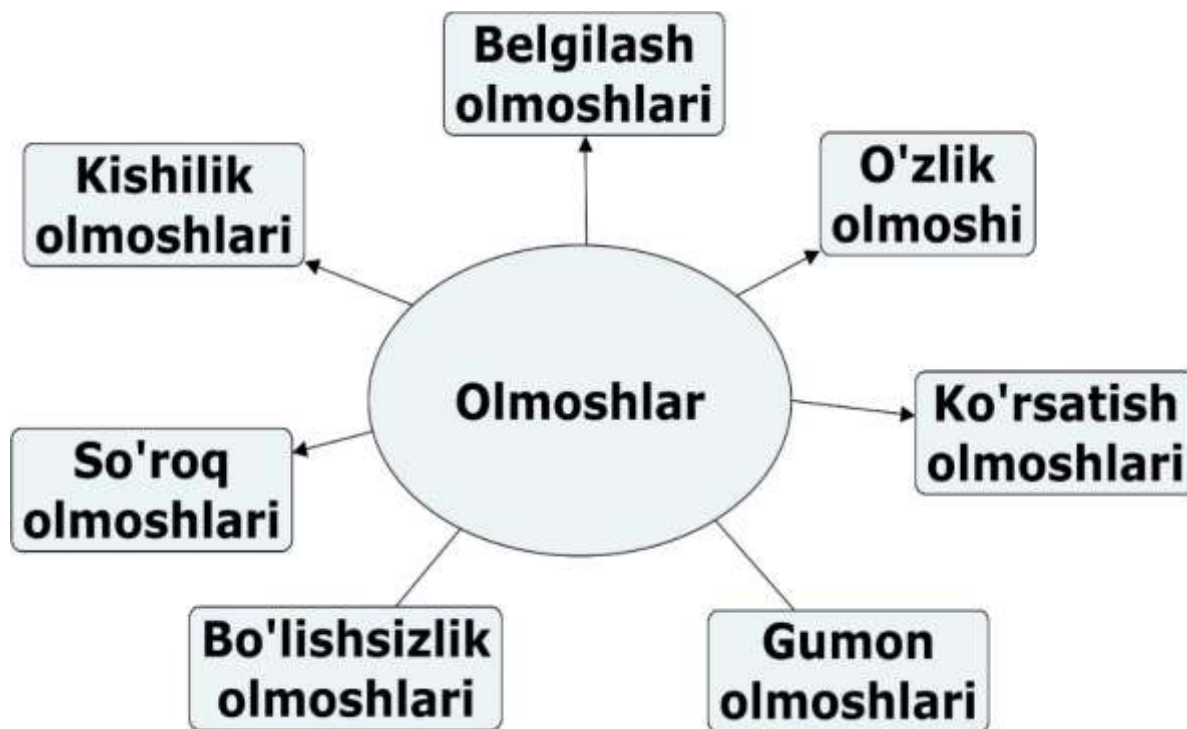 Belgilash
olmoshlari
Kishilik
olmoshlari
O'zlik
olmoshi
Olmoshlar
Ko'rsatish
olmoshlari
So'roq
olmoshlari
Bo'lishsizlik
olmoshlari
Gumon
olmoshlari